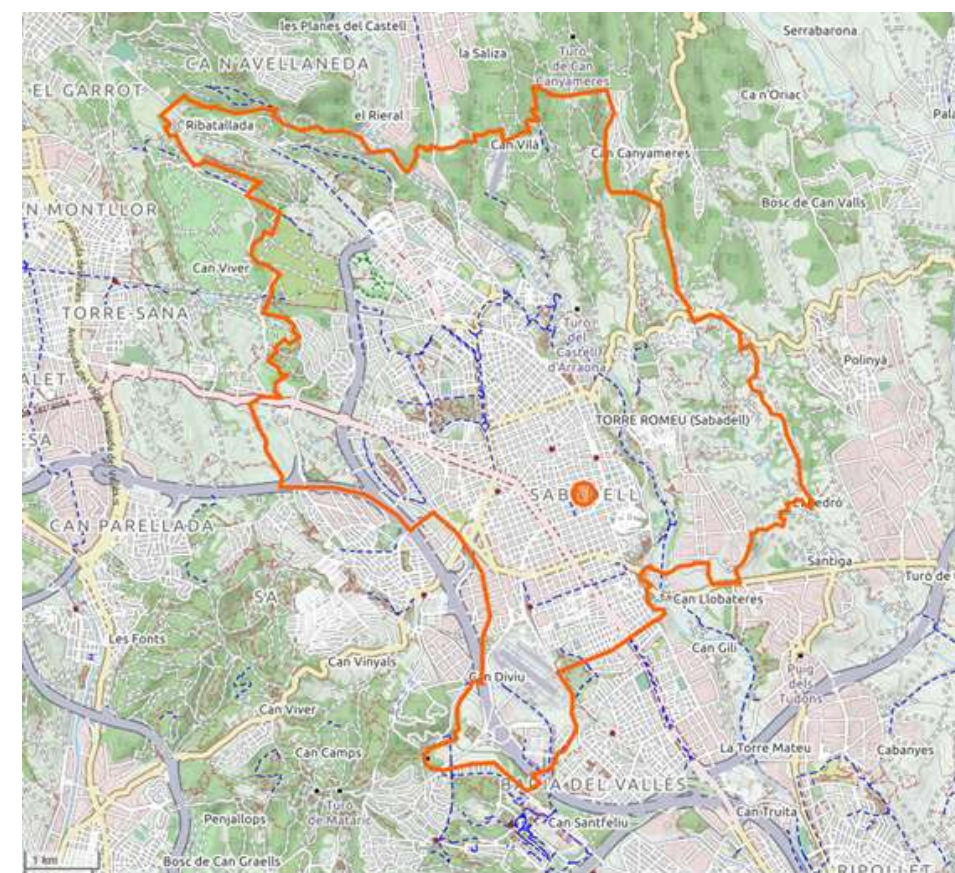 les Planes del Castell
Serrabarona
la Saliza
Turó
de Can
Canyameres
CA N'AVELLANEDA
EL GARROT
Ca n'Oriac
el Rieral
Ribatallada
Can Vilà
Can Canyameres
N MONTLLOR
Bosc de Can Valls
Can Viver
TORRE-SANA
Turó
del
Castell
d'Arraona
Polinyà
TORRE ROMEU (Sabadell)
SABADELL
CAN PARELLADA
Santiga
Can Llobateres
Les Fonts
Can Vinyals
Can Gili
Puig
dels
Tudons
Can Diviu
Can Viver
Can Camps
La Torre Mateu
Cabanyes
Turó
de Mataric
Penjallops
Can Santfeliu
Can Truita
Bosc de Can Graells
RIPOLLET
1 km